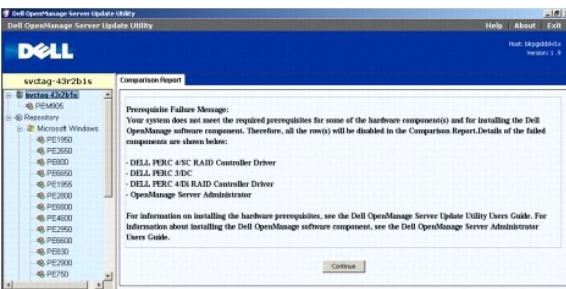 Dell OpenManage Server Update Utility
Dell OpenManage Server Update Utility
Help About Exit
DELL
Version: 1 .9
svctag-43r2b1s
Comparison Report
svctag-43r2b1s
PEM905
Repository
Microsoft Windows
PE1950
PE2650
PE800
PE6650
PE1955
PE2800
PE6800
PE4600
PE2950
PE6600
PE830
PE2900
PE750
Prerequisite Failure Message:
Your system does not meet the required prerequisites for some of the hardware component(s) and for installing the Dell
OpenManage software component. Therefore, all the row(s) will be disabled in the Comparison Report.Details of the failed
components are shown below:
- DELL PERC 4/SC RAID Controller Driver
- DELL PERC 3/DC
- DELL PERC 4/Di RAID Controller Driver
- OpenManage Server Administrator
For information on installing the hardware prerequisites, see the Dell OpenManage Server Update Utility Users Guide. For
information about installing the Dell OpenManage software component, see the Dell OpenManage Server Administrator
Users Guide.
Continue